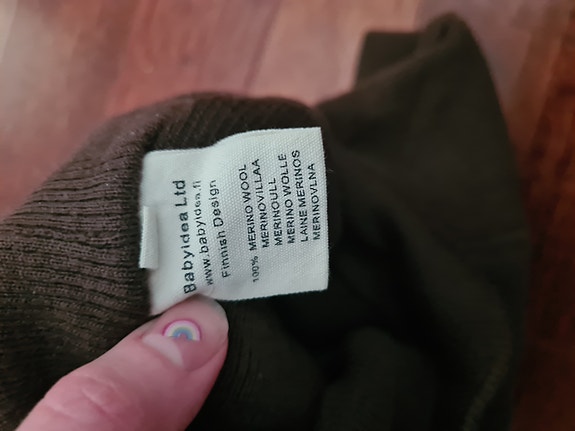 Babyidea Ltd
www.babyidea.fi
Finnish Design
100% MERINO WOOL
MERINOVILLAA
MERINOULL
MERINO WOLLE
LAINE MERINOS
MERINOVLNA